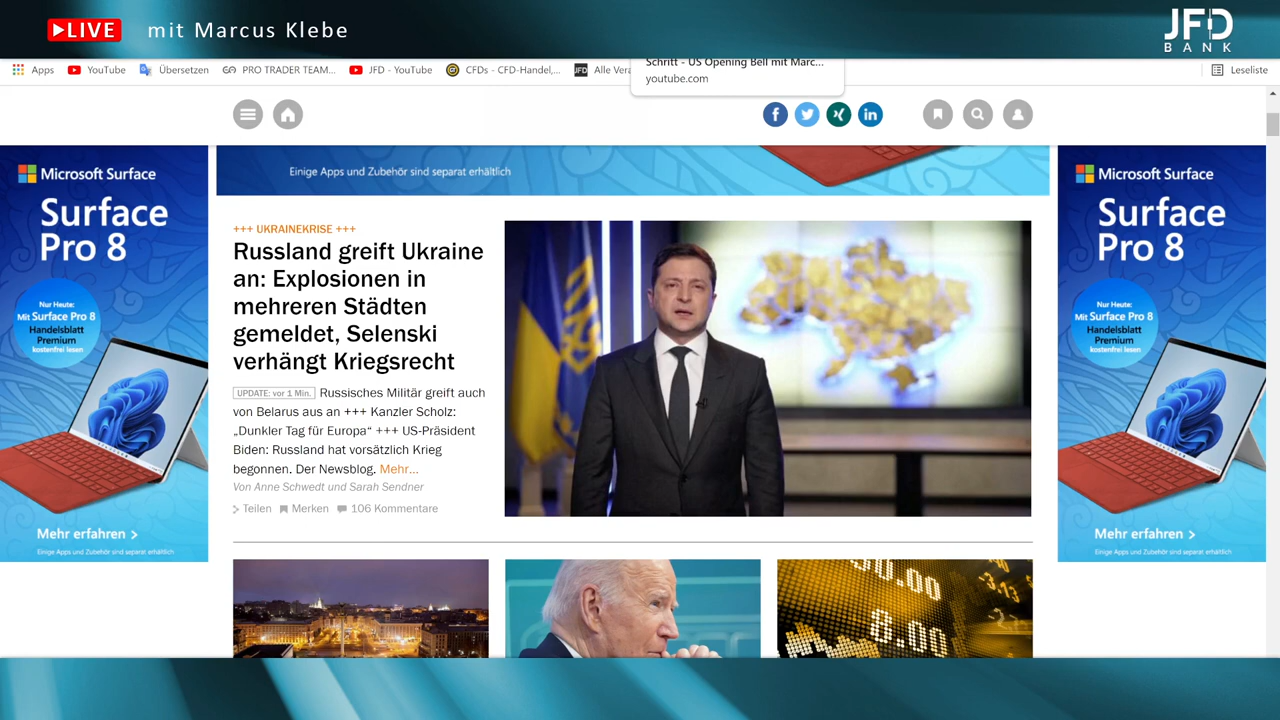 LIVE mit Marcus Klebe
JFD
BANK
Apps YouTube Übersetzen PRO TRADER TEAM... JFD - YouTube CFDs - CFD-Handel,... JFD Alle Vera
Leseliste
Schritt - US Opening Bell mit Marc...
youtube.com
Microsoft Surface
Surface
Pro 8
Nur Heute:
Mit Surface Pro 8
Handelsblatt
Premium
kostenfrei lesen
Mehr erfahren >
Einige Apps und Zubehör sind separat erhältlich
Einige Apps und Zubehör sind separat erhältlich
+++ UKRAINEKRISE +++
Russland greift Ukraine
an: Explosionen in
mehreren Städten
gemeldet, Selenski
verhängt Kriegsrecht
UPDATE: vor 1 Min. Russisches Militär greift auch
von Belarus aus an +++ Kanzler Scholz:
„Dunkler Tag für Europa“ +++ US-Präsident
Biden: Russland hat vorsätzlich Krieg
begonnen. Der Newsblog. Mehr...
Von Anne Schwedt und Sarah Sendner
Teilen Merken 106 Kommentare
Microsoft Surface
Surface
Pro 8
Nur Heute:
Mit Surface Pro 8
Handelsblatt
Premium
kostenfrei lesen
Mehr erfahren >
Einige Apps und Zubehör sind separat erhältlich
8.00